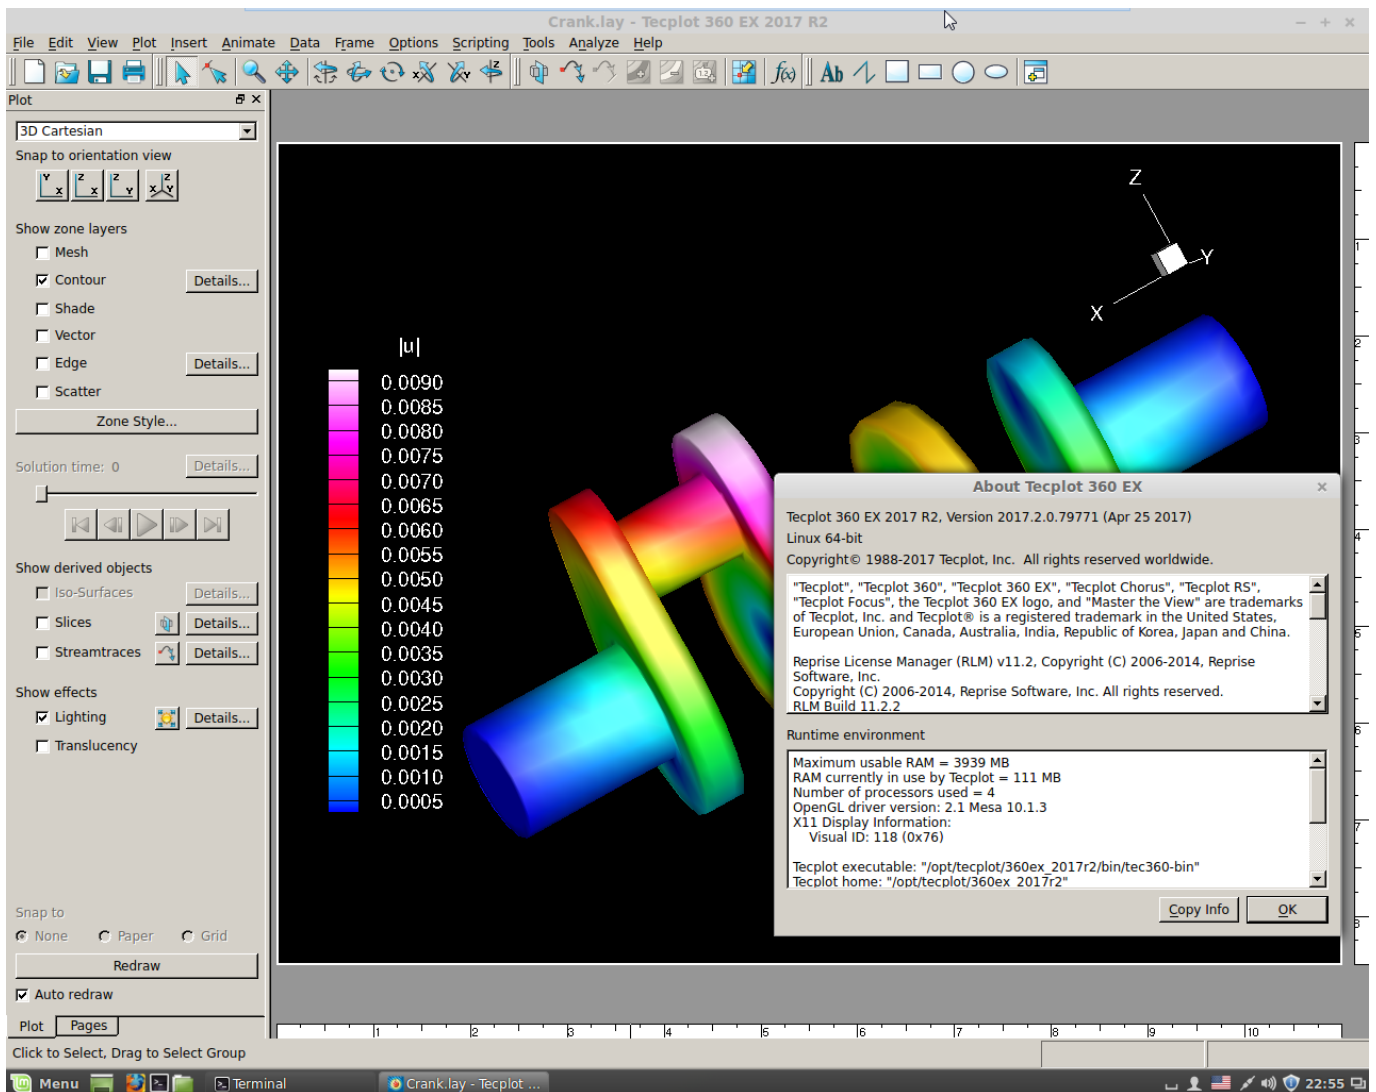 Crank.lay - Tecplot 360 EX 2017 R2
File Edit View Plot Insert Animate Data Frame Options Scripting Tools Analyze Help
Ab
Plot
3D Cartesian
Snap to orientation view
Y X Z X Z Y Z X Y
Show zone layers
Mesh
Contour Details...
Shade
Vector
Edge Details...
Scatter
Zone Style...
Solution time: 0 Details...
Show derived objects
Iso-Surfaces Details...
Slices Details...
Streamtraces Details...
Show effects
Lighting Details...
Translucency
Snap to
None Paper Grid
Redraw
Auto redraw
Plot Pages
Click to Select, Drag to Select Group
Z
Y
X
|u|
0.0090
0.0085
0.0080
0.0075
0.0070
0.0065
0.0060
0.0055
0.0050
0.0045
0.0040
0.0035
0.0030
0.0025
0.0020
0.0015
0.0010
0.0005
1
2
3
4
5
6
7
8
1 2 3 4 5 6 7 8 9 10
About Tecplot 360 EX
Tecplot 360 EX 2017 R2, Version 2017.2.0.79771 (Apr 25 2017)
Linux 64-bit
Copyright© 1988-2017 Tecplot, Inc. All rights reserved worldwide.
"Tecplot", "Tecplot 360", "Tecplot 360 EX", "Tecplot Chorus", "Tecplot RS",
"Tecplot Focus", the Tecplot 360 EX logo, and "Master the View" are trademarks
of Tecplot, Inc. and Tecplot® is a registered trademark in the United States,
European Union, Canada, Australia, India, Republic of Korea, Japan and China.
Reprise License Manager (RLM) v11.2, Copyright (C) 2006-2014, Reprise
Software, Inc.
Copyright (C) 2006-2014, Reprise Software, Inc. All rights reserved.
RLM Build 11.2.2
Runtime environment
Maximum usable RAM = 3939 MB
RAM currently in use by Tecplot = 111 MB
Number of processors used = 4
OpenGL driver version: 2.1 Mesa 10.1.3
X11 Display Information:
Visual ID: 118 (0x76)
Tecplot executable: "/opt/tecplot/360ex_2017r2/bin/tec360-bin"
Tecplot home: "/opt/tecplot/360ex_2017r2"
Copy Info OK
Menu Terminal Crank.lay - Tecplot ... 22:55